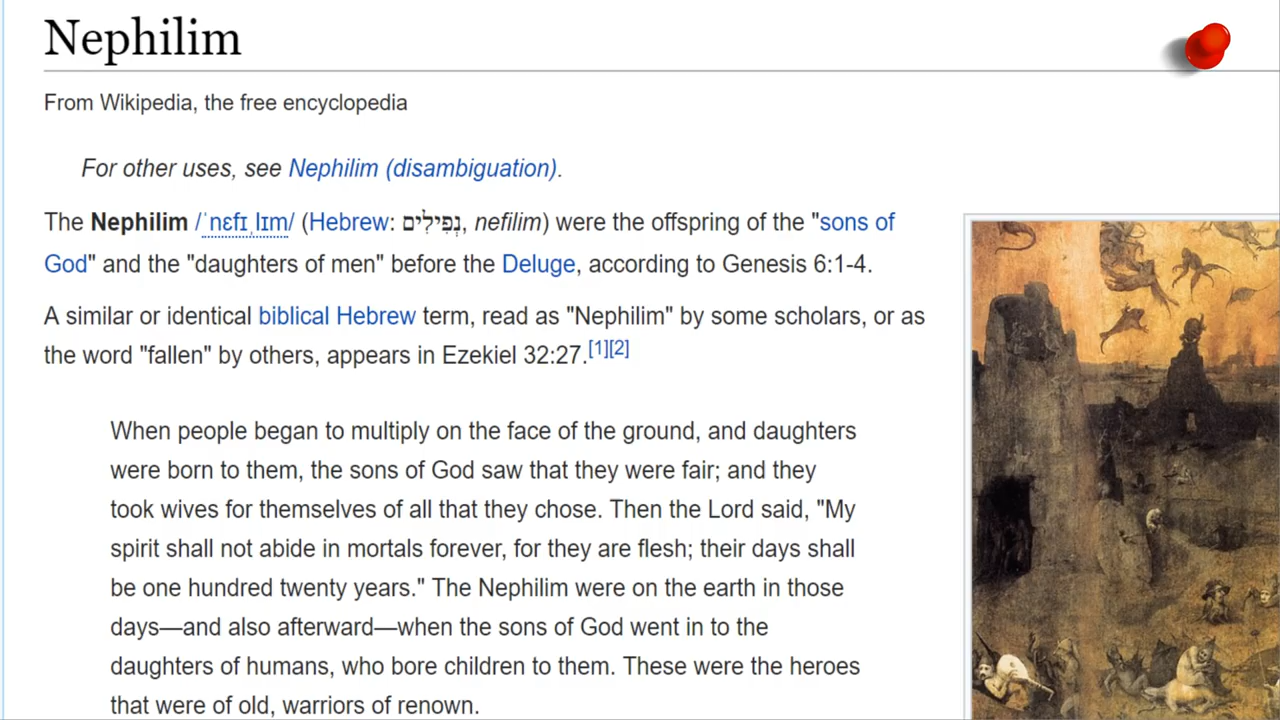 Nephilim
From Wikipedia, the free encyclopedia
For other uses, see Nephilim (disambiguation).
The Nephilim /ˈnɛfɪˌlɪm/ (Hebrew: נְפִילִים, nefilim) were the offspring of the "sons of
God" and the "daughters of men" before the Deluge, according to Genesis 6:1-4.
A similar or identical biblical Hebrew term, read as "Nephilim" by some scholars, or as
the word "fallen" by others, appears in Ezekiel 32:27.[1][2]
When people began to multiply on the face of the ground, and daughters
were born to them, the sons of God saw that they were fair; and they
took wives for themselves of all that they chose. Then the Lord said, "My
spirit shall not abide in mortals forever, for they are flesh; their days shall
be one hundred twenty years." The Nephilim were on the earth in those
days—and also afterward—when the sons of God went in to the
daughters of humans, who bore children to them. These were the heroes
that were of old, warriors of renown.